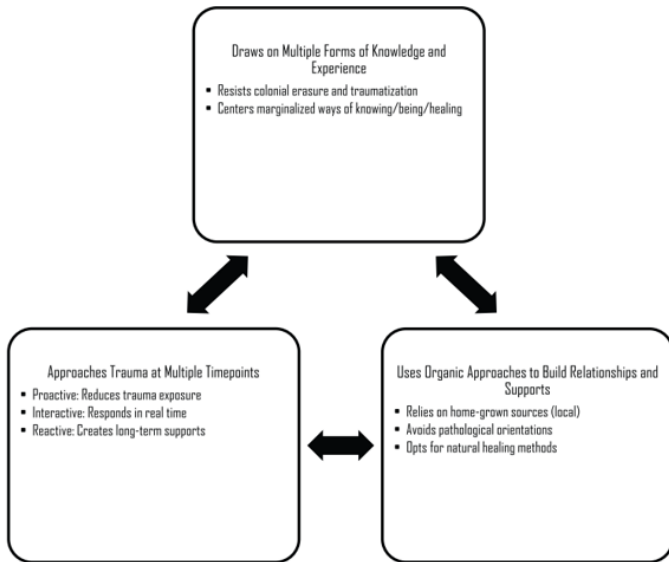 Draws on Multiple Forms of Knowledge and
Experience
▪ Resists colonial erasure and traumatization
▪ Centers marginalized ways of knowing/being/healing
Approaches Trauma at Multiple Timepoints
▪ Proactive: Reduces trauma exposure
▪ Interactive: Responds in real time
▪ Reactive: Creates long-term supports
Uses Organic Approaches to Build Relationships and
Supports
▪ Relies on home-grown sources (local)
▪ Avoids pathological orientations
▪ Opts for natural healing methods